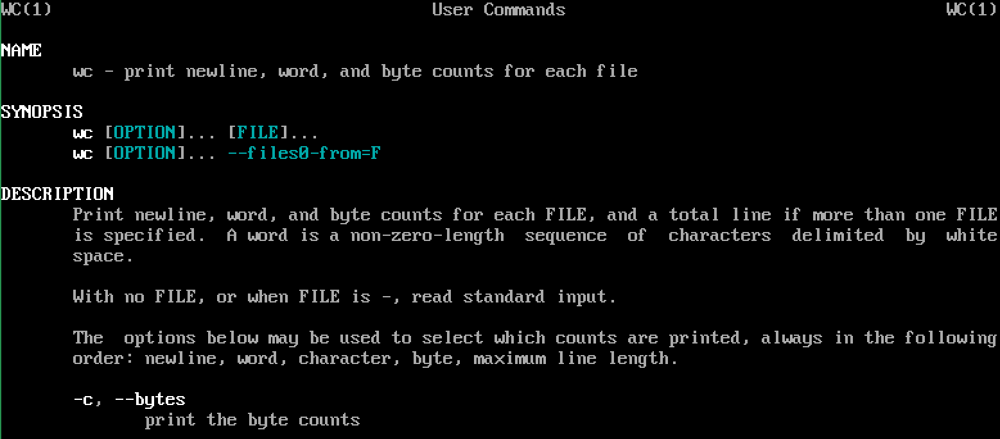 WC(1) User Commands WC(1)
NAME
wc - print newline, word, and byte counts for each file
SYNOPSIS
wc [OPTION]... [FILE]...
wc [OPTION]... --files0-from=F
DESCRIPTION
Print newline, word, and byte counts for each FILE, and a total line if more than one FILE
is specified.  A word is a non-zero-length  sequence  of  characters  delimited  by  white
space.
With no FILE, or when FILE is -, read standard input.
The  options below may be used to select which counts are printed, always in the following
order: newline, word, character, byte, maximum line length.
-c, --bytes
print the byte counts